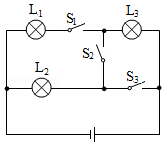 L₁ S₁ L₃
S₂
L₂ S₃